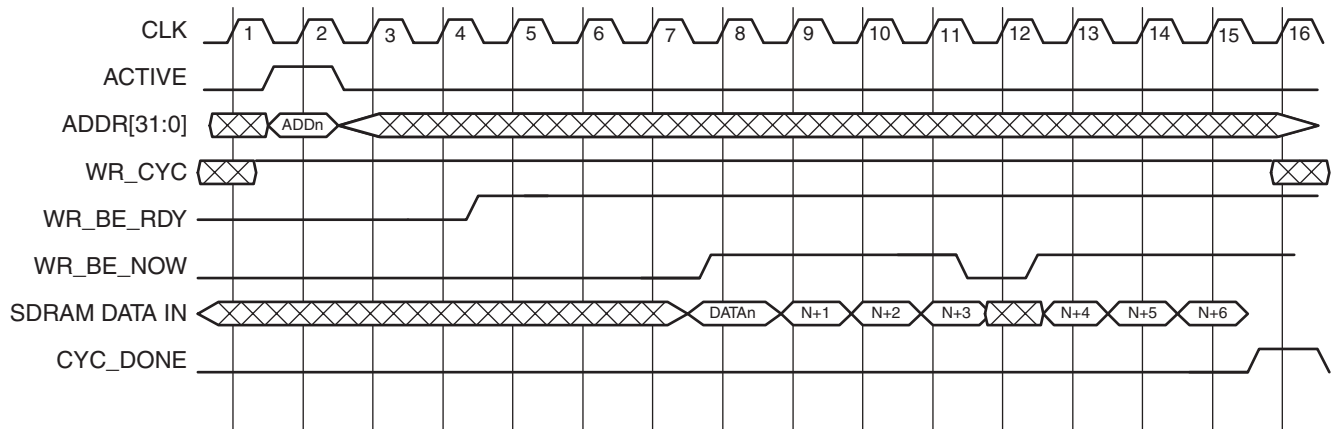 CLK 1 2 3 4 5 6 7 8 9 10 11 12 13 14 15 16
ACTIVE
ADDR[31:0] ADDn
WR_CYC
WR_BE_RDY
WR_BE_NOW
SDRAM DATA IN DATAn N+1 N+2 N+3 N+4 N+5 N+6
CYC_DONE